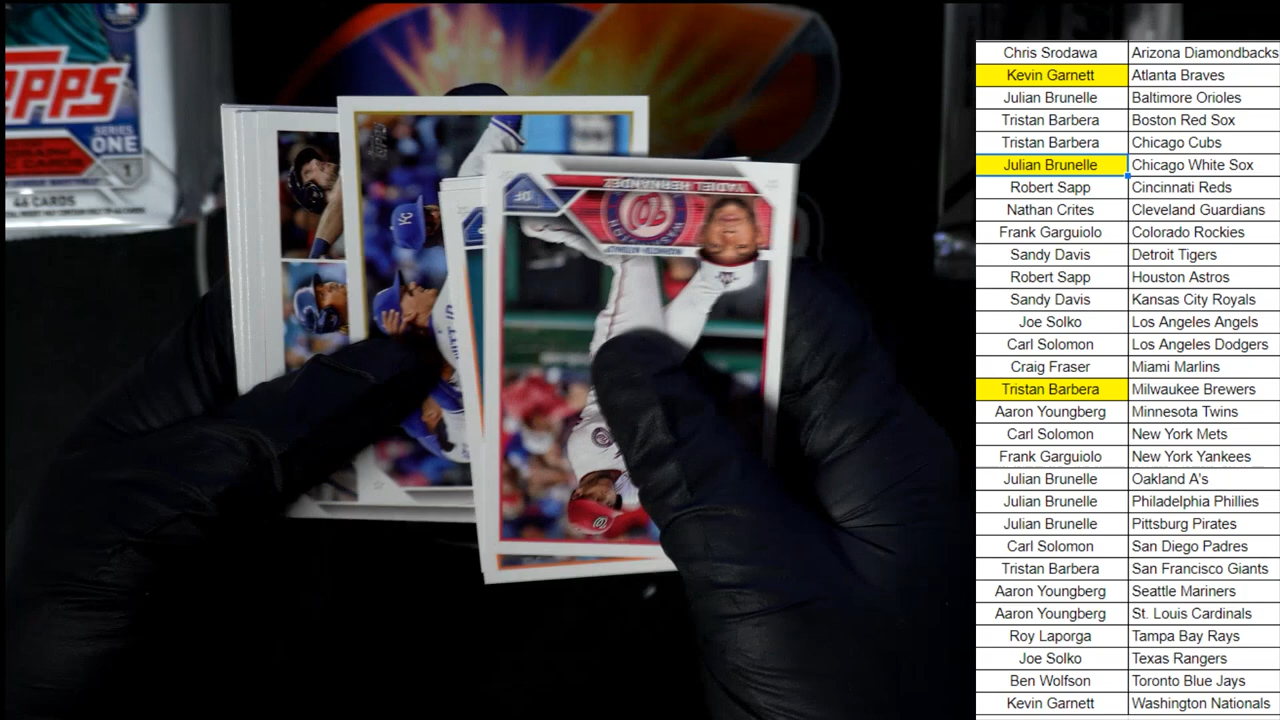 TOPPS
SERIES
ONE
1
46 CARDS
YADIEL HERNANDEZ
OF
KC
Chris Srodawa Arizona Diamondbacks
Kevin Garnett Atlanta Braves
Julian Brunelle Baltimore Orioles
Tristan Barbera Boston Red Sox
Tristan Barbera Chicago Cubs
Julian Brunelle Chicago White Sox
Robert Sapp Cincinnati Reds
Nathan Crites Cleveland Guardians
Frank Garguiolo Colorado Rockies
Sandy Davis Detroit Tigers
Robert Sapp Houston Astros
Sandy Davis Kansas City Royals
Joe Solko Los Angeles Angels
Carl Solomon Los Angeles Dodgers
Craig Fraser Miami Marlins
Tristan Barbera Milwaukee Brewers
Aaron Youngberg Minnesota Twins
Carl Solomon New York Mets
Frank Garguiolo New York Yankees
Julian Brunelle Oakland A's
Julian Brunelle Philadelphia Phillies
Julian Brunelle Pittsburg Pirates
Carl Solomon San Diego Padres
Tristan Barbera San Francisco Giants
Aaron Youngberg Seattle Mariners
Aaron Youngberg St. Louis Cardinals
Roy Laporga Tampa Bay Rays
Joe Solko Texas Rangers
Ben Wolfson Toronto Blue Jays
Kevin Garnett Washington Nationals